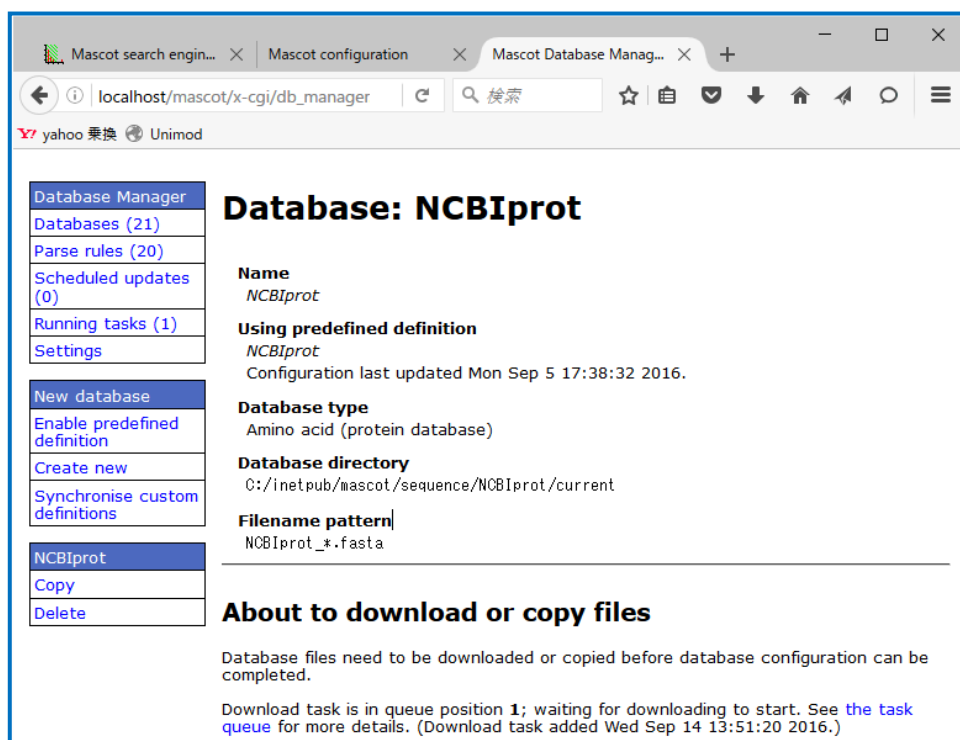 Mascot search engin...
Mascot configuration
Mascot Database Manag...
localhost/mascot/x-cgi/db_manager
検索
yahoo 乗換
Unimod
Database Manager
Databases (21)
Parse rules (20)
Scheduled updates
(0)
Running tasks (1)
Settings
New database
Enable predefined
definition
Create new
Synchronise custom
definitions
NCBIprot
Copy
Delete
Database: NCBIprot
Name
NCBIprot
Using predefined definition
NCBIprot
Configuration last updated Mon Sep 5 17:38:32 2016.
Database type
Amino acid (protein database)
Database directory
C:/inetpub/mascot/sequence/NCBIprot/current
Filename pattern
NCBIprot_*.fasta
About to download or copy files
Database files need to be downloaded or copied before database configuration can be
completed.
Download task is in queue position 1; waiting for downloading to start. See the task
queue for more details. (Download task added Wed Sep 14 13:51:20 2016.)